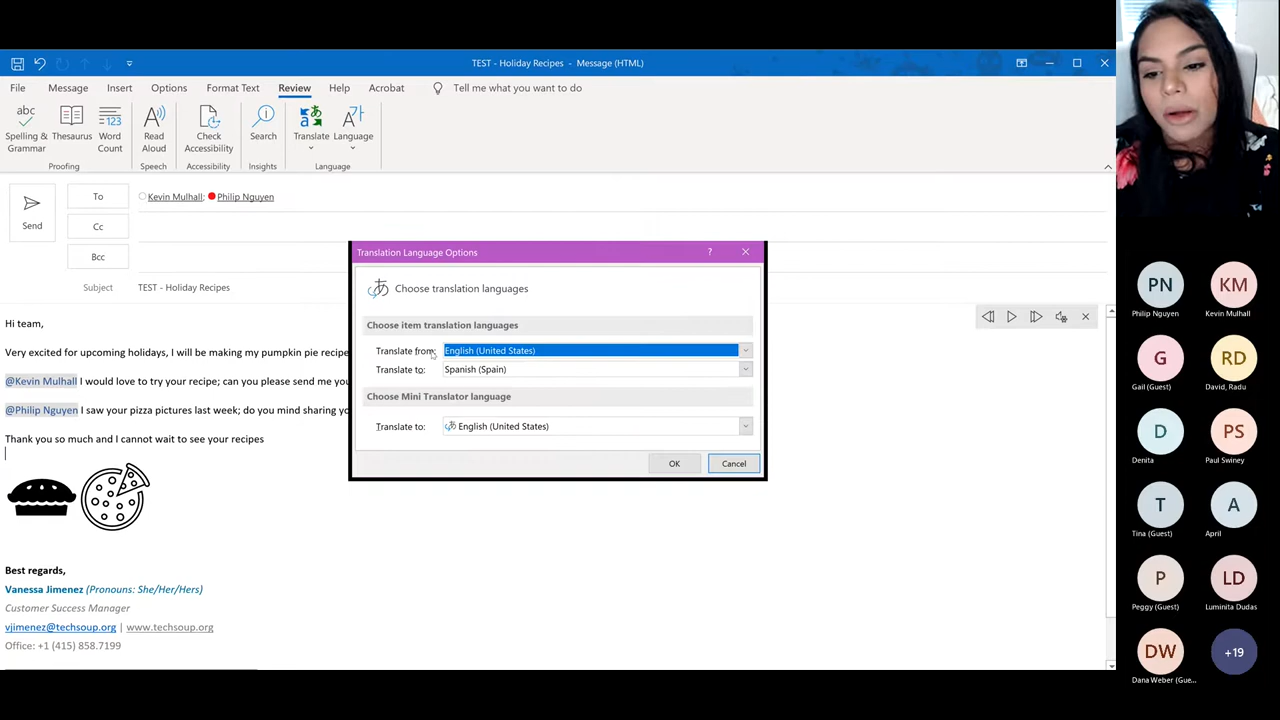 TEST - Holiday Recipes - Message (HTML)
File Message Insert Options Format Text Review Help Acrobat Tell me what you want to do
abc
Spelling & Grammar
Thesaurus
123
Word Count
Read Aloud
Check Accessibility
Search
Translate
Language
Proofing Speech Accessibility Insights Language
Send
To Kevin Mulhall; Philip Nguyen
Cc
Bcc
Subject TEST - Holiday Recipes
Hi team,
Very excited for upcoming holidays, I will be making my pumpkin pie recipe
@Kevin Mulhall I would love to try your recipe; can you please send me
@Philip Nguyen I saw your pizza pictures last week; do you mind sharing
Thank you so much and I cannot wait to see your recipes
Best regards,
Vanessa Jimenez (Pronouns: She/Her/Hers)
Customer Success Manager
vjimenez@techsoup.org | www.techsoup.org
Office: +1 (415) 858.7199
Translation Language Options ?
Choose translation languages
Choose item translation languages
Translate from: English (United States)
Translate to: Spanish (Spain)
Choose Mini Translator language
Translate to: English (United States)
OK Cancel
PN KM
Philip Nguyen Kevin Mulhall
G RD
Gail (Guest) David, Radu
D PS
Denita Paul Swiney
T A
Tina (Guest) April
P LD
Peggy (Guest) Luminita Dudas
DW +19
Dana Weber (Gue...